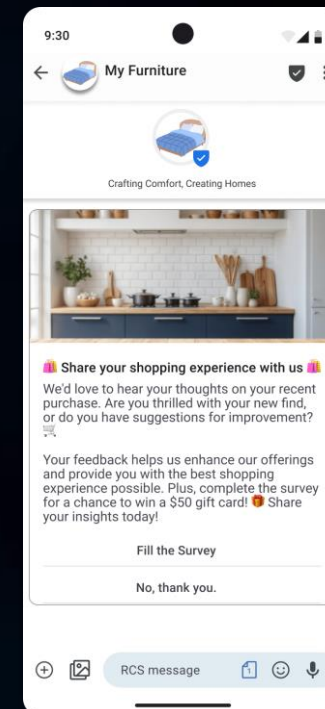 9:30
My Furniture
Crafting Comfort, Creating Homes
🛍️ Share your shopping experience with us 🛍️
We'd love to hear your thoughts on your recent
purchase. Are you thrilled with your new find,
or do you have suggestions for improvement?
🛒
Your feedback helps us enhance our offerings
and provide you with the best shopping
experience possible. Plus, complete the survey
for a chance to win a $50 gift card! 🎁 Share
your insights today!
Fill the Survey
No, thank you.
RCS message
1